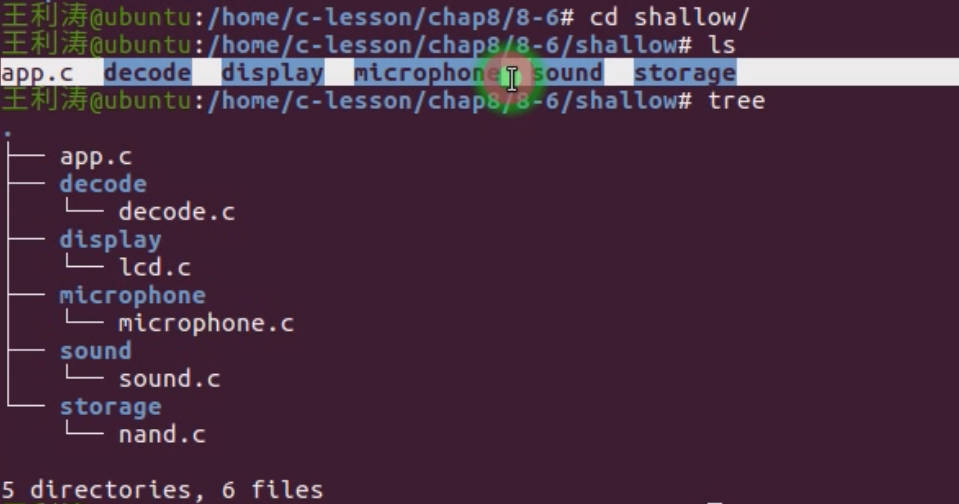 王利涛@ubuntu:/home/c-lesson/chap8/8-6# cd shallow/
王利涛@ubuntu:/home/c-lesson/chap8/8-6/shallow# ls
app.c  decode  display  microphone  sound  storage
王利涛@ubuntu:/home/c-lesson/chap8/8-6/shallow# tree
.
├── app.c
├── decode
│   └── decode.c
├── display
│   └── lcd.c
├── microphone
│   └── microphone.c
├── sound
│   └── sound.c
└── storage
    └── nand.c
5 directories, 6 files